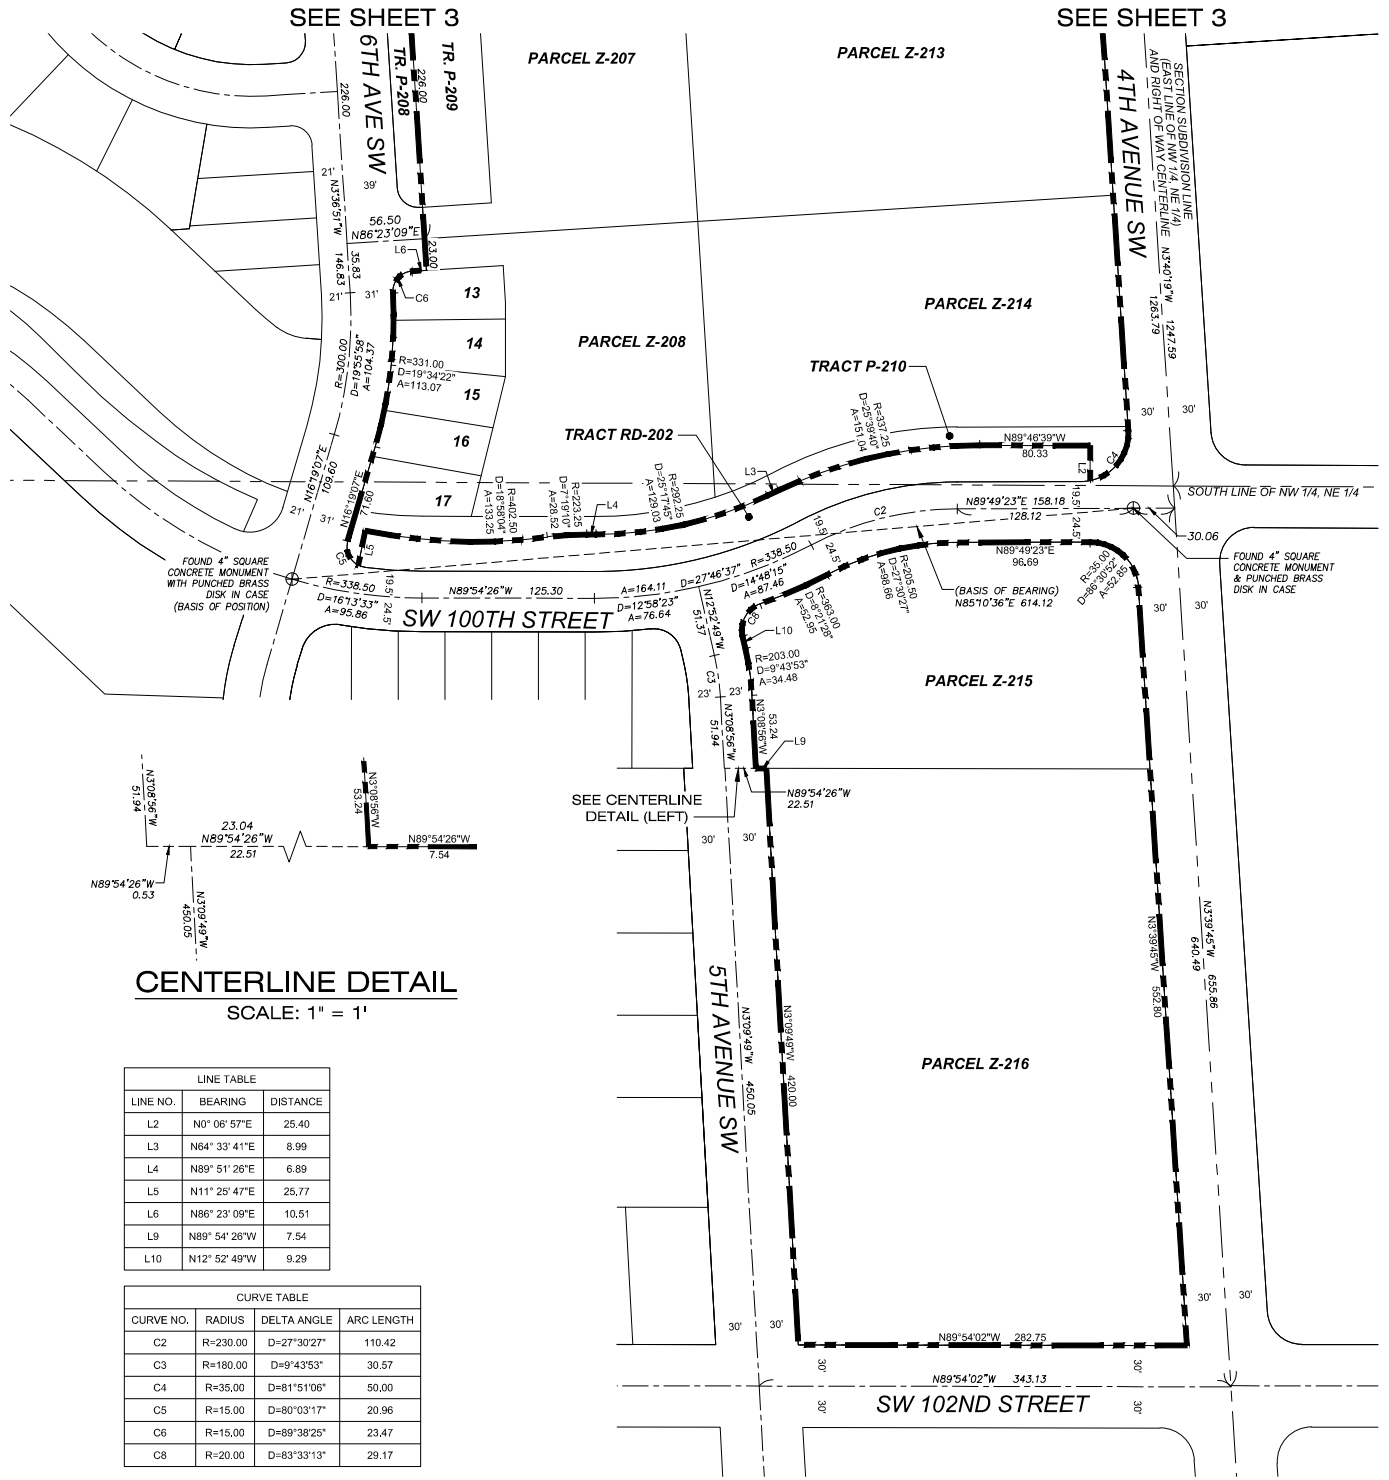 SEE SHEET 3
SEE SHEET 3
6TH AVE SW
TR. P-208
TR. P-209
226.00
226.00
PARCEL Z-207
PARCEL Z-213
4TH AVENUE SW
SECTION SUBDIVISION LINE
(EAST LINE OF NW 1/4, NE 1/4)
AND RIGHT OF WAY CENTERLINE
N3°40'19"W
1263.79
1247.59
21'
39'
N3°36'51"W
146.83
35.83
56.50
N86°23'09"E
23.00
L6
C6
21'
31'
13
14
15
16
17
PARCEL Z-208
PARCEL Z-214
TRACT P-210
TRACT RD-202
R=300.00
D=19°55'58"
A=104.37
R=331.00
D=19°34'22"
A=113.07
N16°19'07"E
109.60
N16°19'07"E
71.60
21'
31'
C5
L5
R=402.50
D=18°58'04"
A=133.25
R=223.25
D=7°19'10"
A=28.52
L4
R=292.25
D=25°17'45"
A=129.03
L3
R=337.25
D=25°39'40"
A=151.04
N89°46'39"W
80.33
L2
C4
30'
30'
SOUTH LINE OF NW 1/4, NE 1/4
N89°49'23"E 158.18
128.12
19.5'
24.5'
30.06
C2
19.5'
24.5'
FOUND 4" SQUARE
CONCRETE MONUMENT
WITH PUNCHED BRASS
DISK IN CASE
(BASIS OF POSITION)
FOUND 4" SQUARE
CONCRETE MONUMENT
& PUNCHED BRASS
DISK IN CASE
R=338.50
D=16°13'33"
A=95.86
19.5'
24.5'
N89°54'26"W 125.30
A=164.11
D=27°46'37"
R=338.50
D=12°58'23"
A=76.64
D=14°48'15"
A=87.46
SW 100TH STREET
N12°52'49"W
51.37
C8
L10
R=363.00
D=8°21'28"
A=52.95
R=205.50
D=27°30'27"
A=98.66
N89°49'23"E
96.69
(BASIS OF BEARING)
N85°10'36"E 614.12
R=35.00
D=86°30'52"
A=52.85
30'
30'
R=203.00
D=9°43'53"
A=34.48
C3
23'
23'
PARCEL Z-215
N3°08'56"W
51.94
N3°08'56"W
53.24
L9
N89°54'26"W
22.51
SEE CENTERLINE
DETAIL (LEFT)
30'
30'
N3°08'56"W
51.94
23.04
N89°54'26"W
22.51
N89°54'26"W
0.53
N3°09'49"W
450.05
N3°08'56"W
53.24
N89°54'26"W
7.54
CENTERLINE DETAIL
SCALE: 1" = 1'
5TH AVENUE SW
N3°09'49"W 450.05
N3°09'49"W 420.00
PARCEL Z-216
N3°39'45"W 552.80
N3°39'45"W
640.49
655.86
LINE TABLE
LINE NO. BEARING DISTANCE
L2 N0° 06' 57"E 25.40
L3 N64° 33' 41"E 8.99
L4 N89° 51' 26"E 6.89
L5 N11° 25' 47"E 25.77
L6 N86° 23' 09"E 10.51
L9 N89° 54' 26"W 7.54
L10 N12° 52' 49"W 9.29
CURVE TABLE
CURVE NO. RADIUS DELTA ANGLE ARC LENGTH
C2 R=230.00 D=27°30'27" 110.42
C3 R=180.00 D=9°43'53" 30.57
C4 R=35.00 D=81°51'06" 50.00
C5 R=15.00 D=80°03'17" 20.96
C6 R=15.00 D=89°38'25" 23.47
C8 R=20.00 D=83°33'13" 29.17
30'
30'
30'
30'
N89°54'02"W 282.75
30'
30'
N89°54'02"W 343.13
SW 102ND STREET
30'
30'